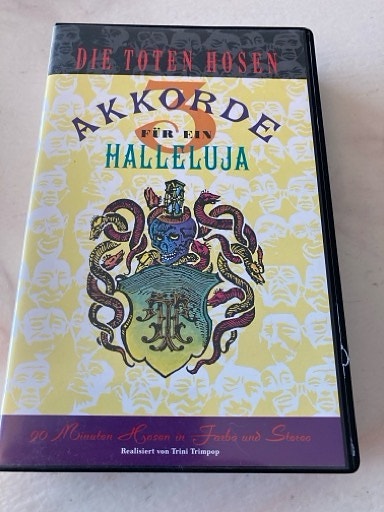 DIE TOTEN HOSEN
3
AKKORDE
FÜR EIN
HALLELUJA
90 Minuten Hosen in Farbe und Stereo
Realisiert von Trini Trimpop